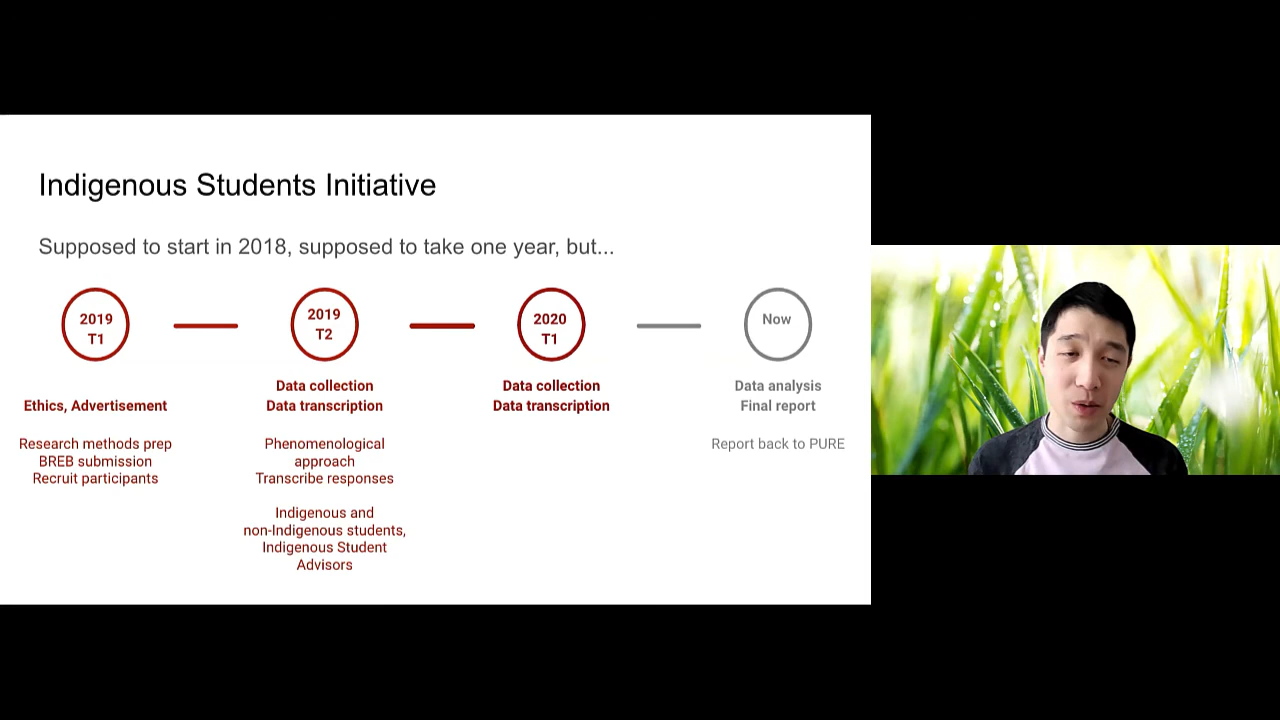 Indigenous Students Initiative
Supposed to start in 2018, supposed to take one year, but...
2019
T1
Ethics, Advertisement
Research methods prep
BREB submission
Recruit participants
2019
T2
Data collection
Data transcription
Phenomenological
approach
Transcribe responses
Indigenous and
non-Indigenous students,
Indigenous Student
Advisors
2020
T1
Data collection
Data transcription
Now
Data analysis
Final report
Report back to PURE